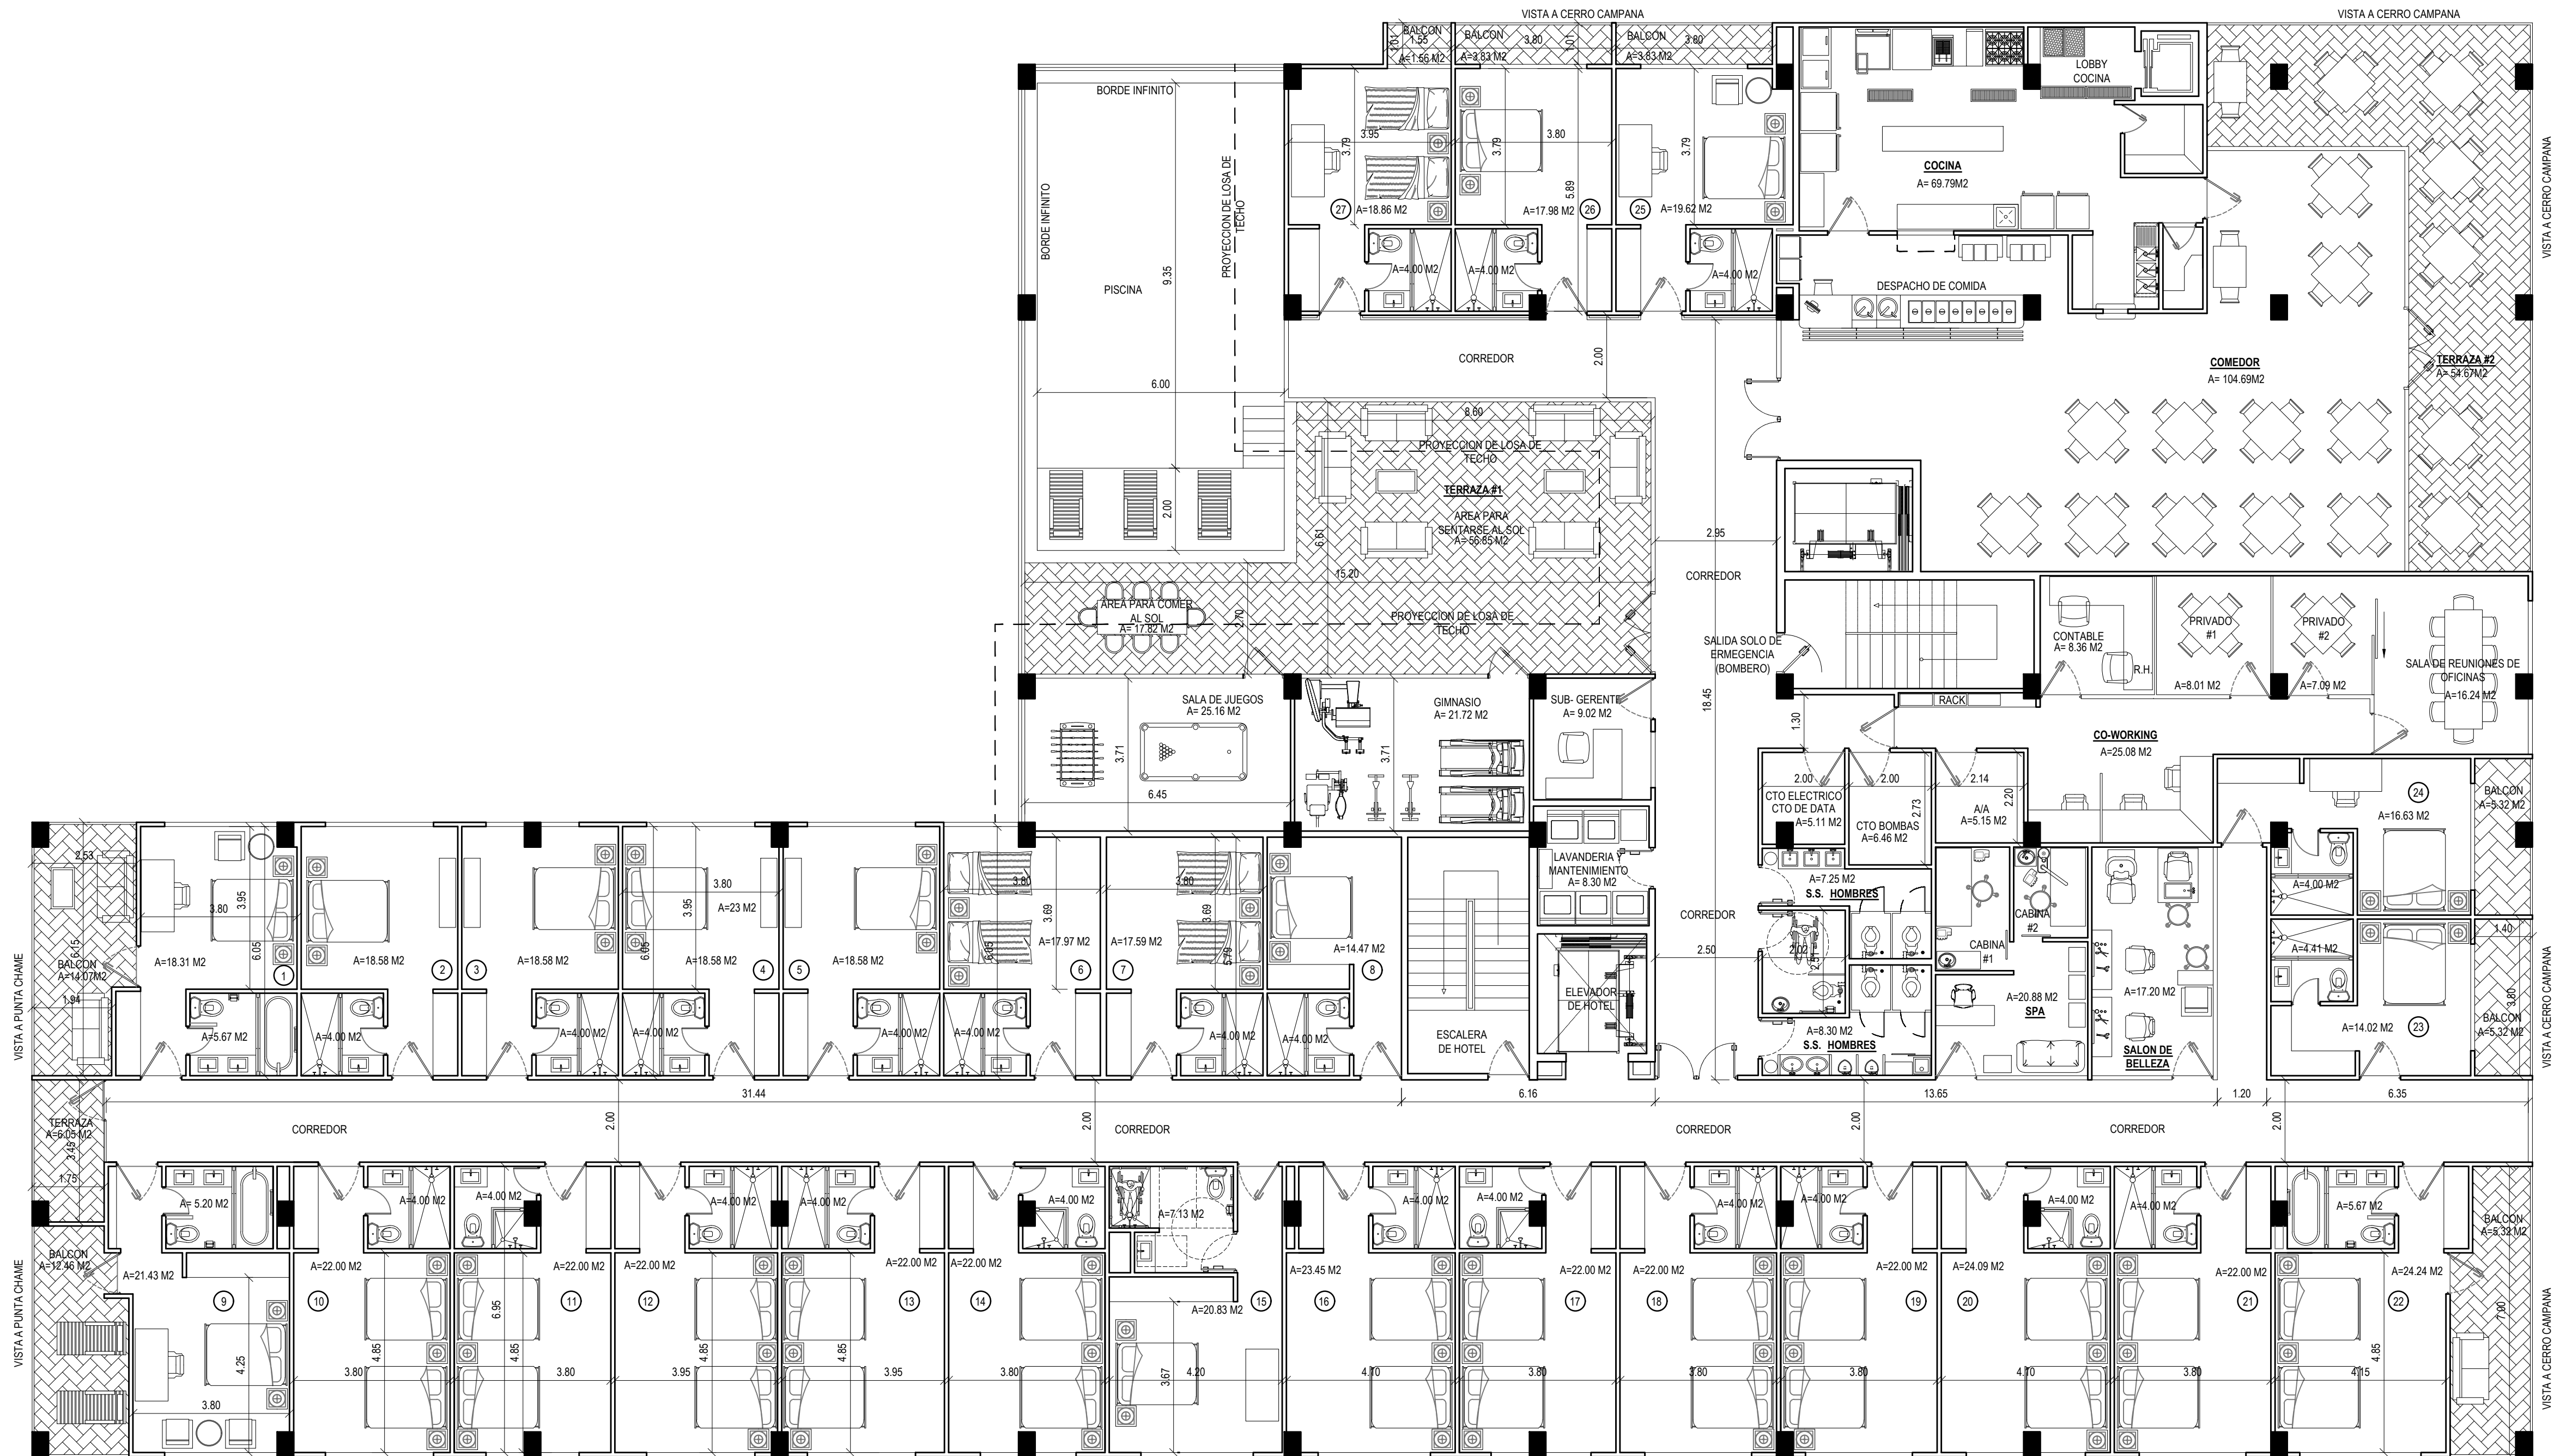 VISTA A CERRO CAMPANA
VISTA A CERRO CAMPANA
BALCON
1.55
A=1.56 M2
1.01
BALCON
3.80
A=3.83 M2
1.01
BALCON
3.80
A=3.83 M2
BORDE INFINITO
BORDE INFINITO
PROYECCION DE LOSA DE
TECHO
PISCINA
9.35
6.00
2.00
3.95
3.79
27
A=18.86 M2
A=4.00 M2
3.79
3.80
5.89
A=17.98 M2
26
A=4.00 M2
3.79
25
A=19.62 M2
A=4.00 M2
LOBBY
COCINA
COCINA
A= 69.79M2
DESPACHO DE COMIDA
COMEDOR
A= 104.69M2
TERRAZA #2
A= 54.67M2
VISTA A CERRO CAMPANA
CORREDOR
2.00
8.60
PROYECCION DE LOSA DE
TECHO
TERRAZA #1
AREA PARA
SENTARSE AL SOL
A= 56.85 M2
6.61
15.20
2.70
AREA PARA COMER
AL SOL
A= 17.82 M2
PROYECCION DE LOSA DE
TECHO
2.95
CORREDOR
SALIDA SOLO DE
ERMEGENCIA
(BOMBERO)
18.45
CONTABLE
A= 8.36 M2
R.H.
PRIVADO
#1
A=8.01 M2
PRIVADO
#2
A=7.09 M2
SALA DE REUNIONES DE
OFICINAS
A=16.24 M2
SALA DE JUEGOS
A= 25.16 M2
3.71
6.45
GIMNASIO
A= 21.72 M2
3.71
SUB- GERENTE
A= 9.02 M2
RACK
1.30
CO-WORKING
A=25.08 M2
2.00
CTO ELECTRICO
CTO DE DATA
A=5.11 M2
2.00
2.73
CTO BOMBAS
A=6.46 M2
2.14
2.20
A/A
A=5.15 M2
24
A=16.63 M2
BALCON
A=5.32 M2
A=4.00 M2
A=4.41 M2
1.40
3.80
A=14.02 M2
23
BALCON
A=5.32 M2
VISTA A CERRO CAMPANA
LAVANDERIA Y
MANTENIMIENTO
A= 8.30 M2
ELEVADOR
DE HOTEL
ESCALERA
DE HOTEL
CORREDOR
2.50
A=7.25 M2
S.S. HOMBRES
2.02
2.51
A=8.30 M2
S.S. HOMBRES
CABINA
#1
CABINA
#2
A=20.88 M2
SPA
A=17.20 M2
SALON DE
BELLEZA
VISTA A PUNTA CHAME
2.53
6.15
BALCON
A=14.07M2
1.94
3.80
3.95
6.05
A=18.31 M2
1
A=5.67 M2
A=18.58 M2
2
A=4.00 M2
3
A=18.58 M2
A=4.00 M2
3.80
3.95
A=23 M2
6.05
A=18.58 M2
4
A=4.00 M2
5
A=18.58 M2
A=4.00 M2
3.80
3.69
6.05
A=17.97 M2
6
A=4.00 M2
3.80
3.69
5.79
A=17.59 M2
7
A=4.00 M2
A=14.47 M2
8
A=4.00 M2
31.44
6.16
13.65
1.20
6.35
TERRAZA
A=6.05 M2
3.45
1.75
CORREDOR
2.00
2.00
CORREDOR
CORREDOR
2.00
CORREDOR
2.00
VISTA A PUNTA CHAME
BALCON
A=12.46 M2
A= 5.20 M2
A=21.43 M2
9
4.25
3.80
A=4.00 M2
A=22.00 M2
10
4.85
3.80
A=4.00 M2
6.95
4.85
A=22.00 M2
11
3.80
A=4.00 M2
A=22.00 M2
12
4.85
3.95
A=4.00 M2
A=22.00 M2
13
4.85
3.95
A=4.00 M2
A=22.00 M2
14
3.80
A=7.13 M2
A=20.83 M2
15
3.67
4.20
A=4.00 M2
A=23.45 M2
16
4.10
A=4.00 M2
A=22.00 M2
17
3.80
A=4.00 M2
A=22.00 M2
18
3.80
A=4.00 M2
A=22.00 M2
19
3.80
A=4.00 M2
A=24.09 M2
20
4.10
A=4.00 M2
A=22.00 M2
21
3.80
A=5.67 M2
A=24.24 M2
22
4.85
4.15
BALCON
A=5.32 M2
7.00
VISTA A CERRO CAMPANA